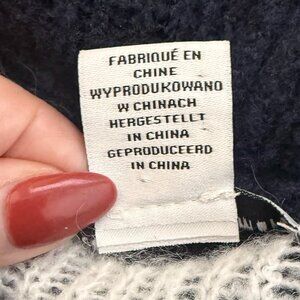 FABRIQUÉ EN
CHINE
WYPRODUKOWANO
W CHINACH
HERGESTELLT
IN CHINA
GEPRODUCEERD
IN CHINA